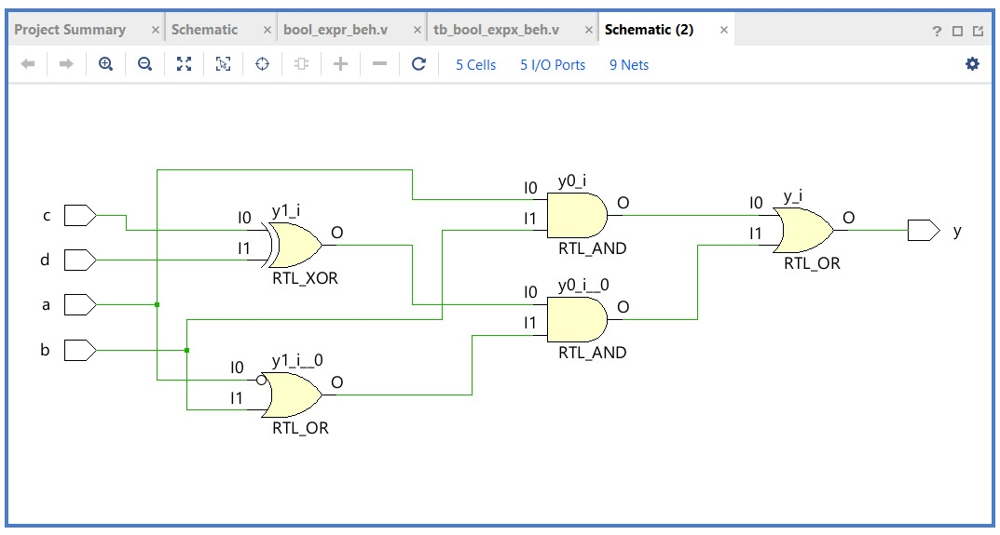 Project Summary × Schematic × bool_expr_beh.v × tb_bool_expx_beh.v × Schematic (2) × ?
5 Cells 5 I/O Ports 9 Nets
y0_i
I0 O
y_i
c y1_i I1 I0 O
I0 O RTL_AND I1 y
d I1 RTL_OR
RTL_XOR y0_i__0
I0 O
a I1
b RTL_AND
y1_i__0
I0 O
I1
RTL_OR